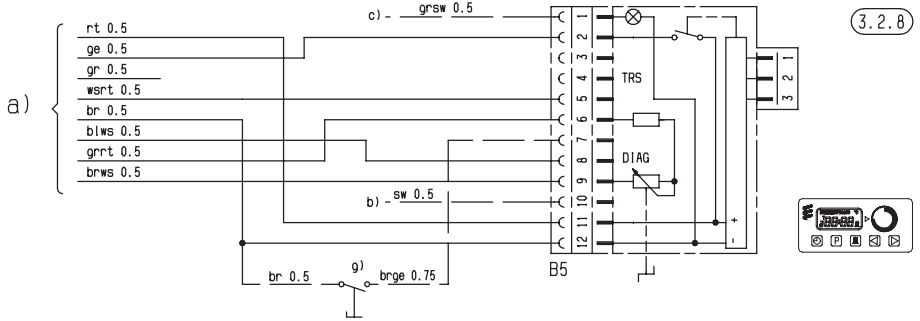 c) grsw 0.5
3.2.8
a)
rt 0.5
ge 0.5
gr 0.5
wsrt 0.5
br 0.5
blws 0.5
grrt 0.5
brws 0.5
b) sw 0.5
1
2
3
4
5
6
7
8
9
10
11
12
TRS
DIAG
1
2
3
+
-
B5
br 0.5
g)
brge 0.75
P